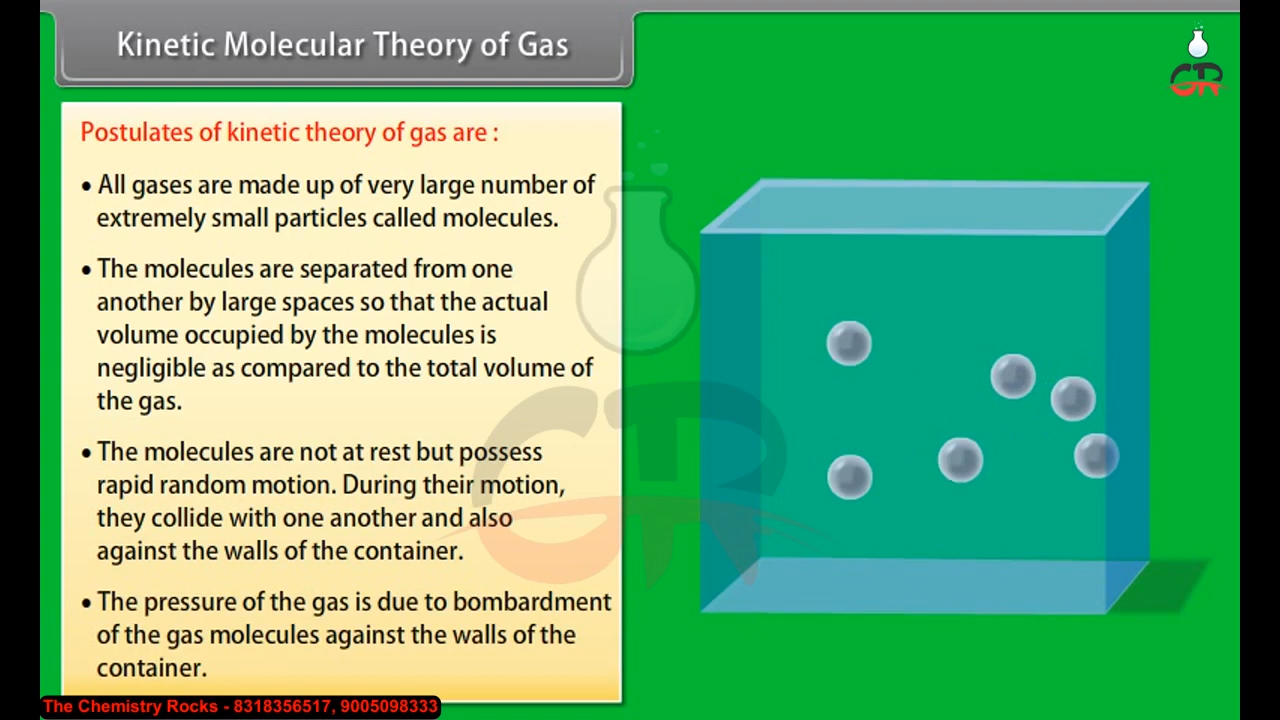 Kinetic Molecular Theory of Gas
GR
Postulates of kinetic theory of gas are :
• All gases are made up of very large number of
extremely small particles called molecules.
• The molecules are separated from one
another by large spaces so that the actual
volume occupied by the molecules is
negligible as compared to the total volume of
the gas.
• The molecules are not at rest but possess
rapid random motion. During their motion,
they collide with one another and also
against the walls of the container.
• The pressure of the gas is due to bombardment
of the gas molecules against the walls of the
container.
GR
The Chemistry Rocks - 8318356517, 9005098333